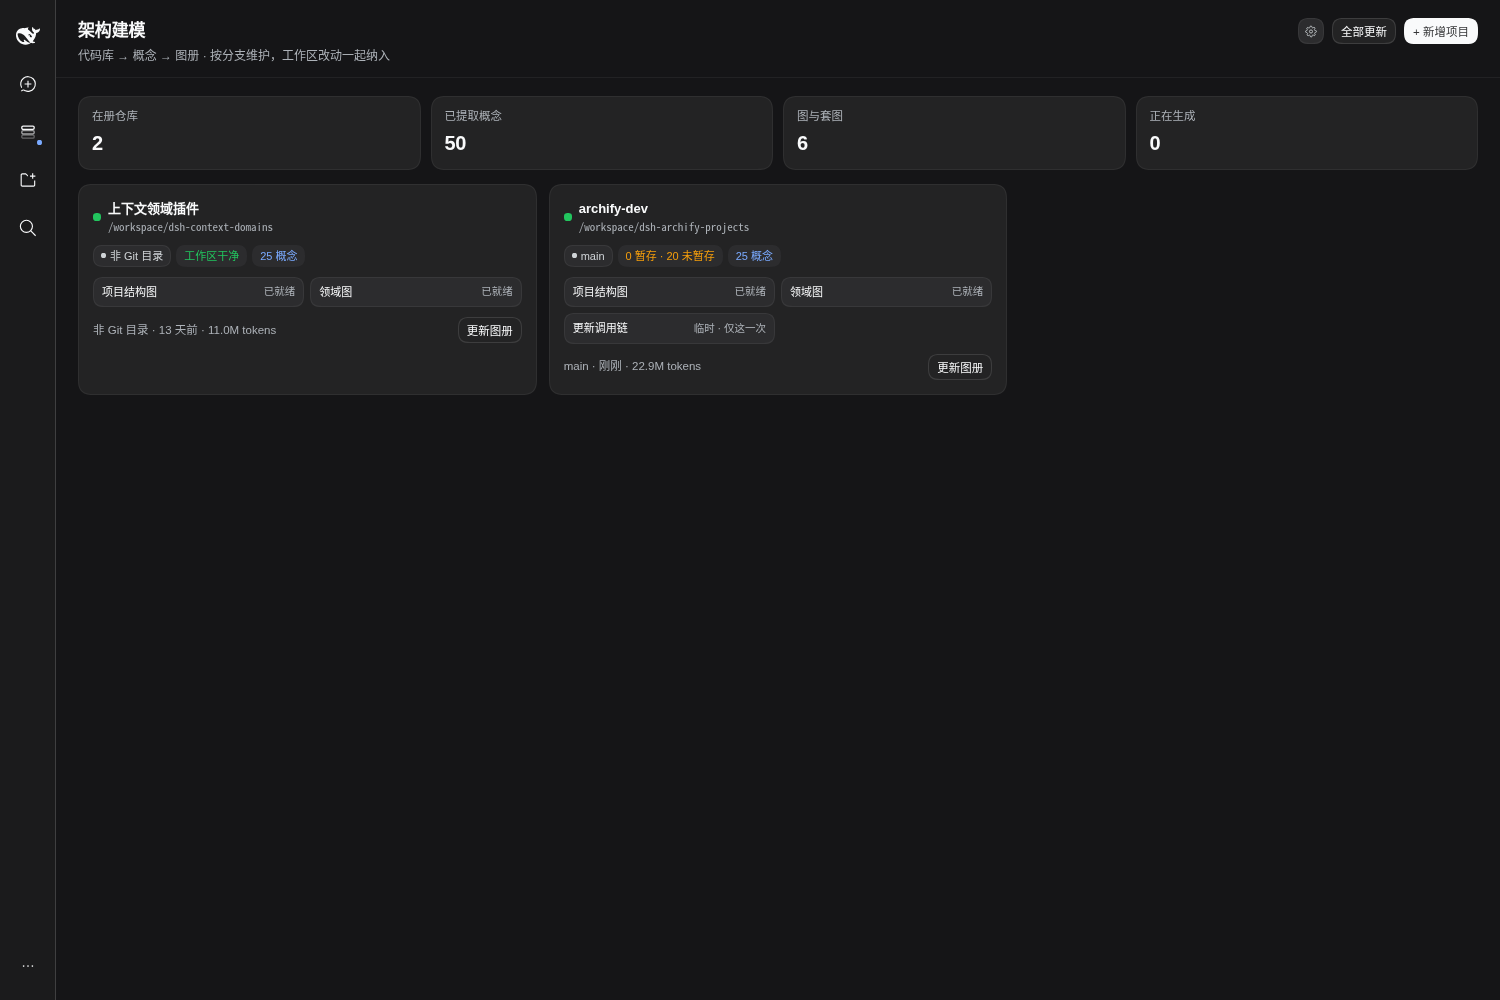 架构建模
代码库 → 概念 → 图册 · 按分支维护，工作区改动一起纳入
全部更新
+ 新增项目
在册仓库
2
已提取概念
50
图与套图
6
正在生成
0
上下文领域插件
/workspace/dsh-context-domains
非 Git 目录
工作区干净
25 概念
项目结构图 已就绪
领域图 已就绪
非 Git 目录 · 13 天前 · 11.0M tokens
更新图册
archify-dev
/workspace/dsh-archify-projects
main
0 暂存 · 20 未暂存
25 概念
项目结构图 已就绪
领域图 已就绪
更新调用链 临时 · 仅这一次
main · 刚刚 · 22.9M tokens
更新图册